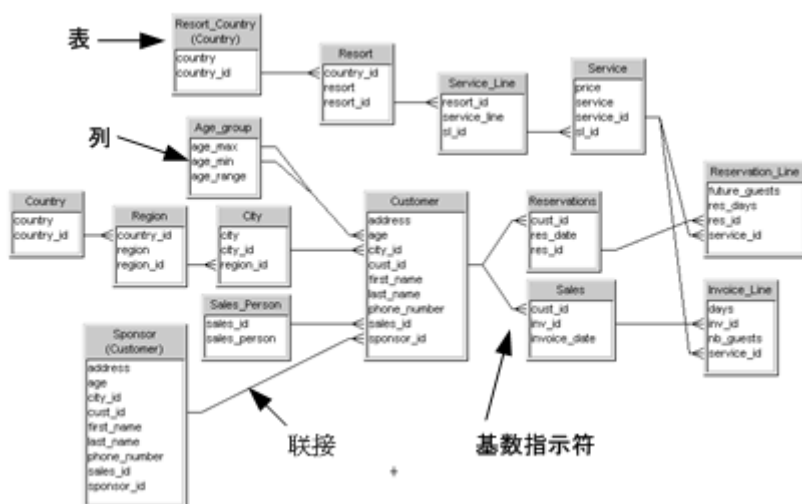 表
Resort_Country
(Country)
country
country_id
Resort
country_id
resort
resort_id
Service_Line
resort_id
service_line
sl_id
Service
price
service
service_id
sl_id
列
Age_group
age_max
age_min
age_range
Country
country
country_id
Region
country_id
region
region_id
City
city
city_id
region_id
Customer
address
age
city_id
cust_id
first_name
last_name
phone_number
sales_id
sponsor_id
Reservations
cust_id
res_date
res_id
Reservation_Line
future_guests
res_days
res_id
service_id
Sales_Person
sales_id
sales_person
Sales
cust_id
inv_id
invoice_date
Invoice_Line
days
inv_id
nb_guests
service_id
Sponsor
(Customer)
address
age
city_id
cust_id
first_name
last_name
phone_number
sales_id
sponsor_id
联接
基数指示符